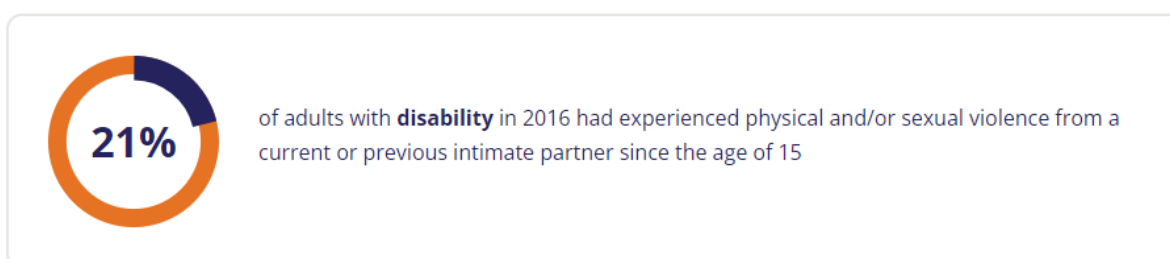 21%
of adults with disability in 2016 had experienced physical and/or sexual violence from a
current or previous intimate partner since the age of 15